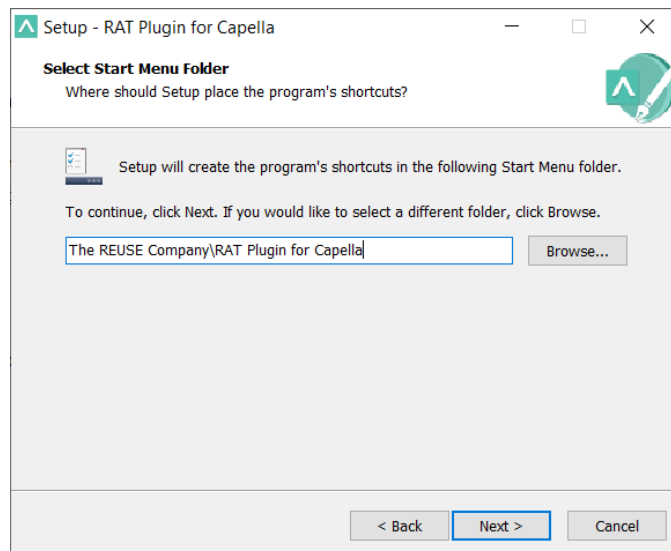 Setup - RAT Plugin for Capella
Select Start Menu Folder
Where should Setup place the program's shortcuts?
Setup will create the program's shortcuts in the following Start Menu folder.
To continue, click Next. If you would like to select a different folder, click Browse.
The REUSE Company\RAT Plugin for Capella
Browse...
< Back
Next >
Cancel